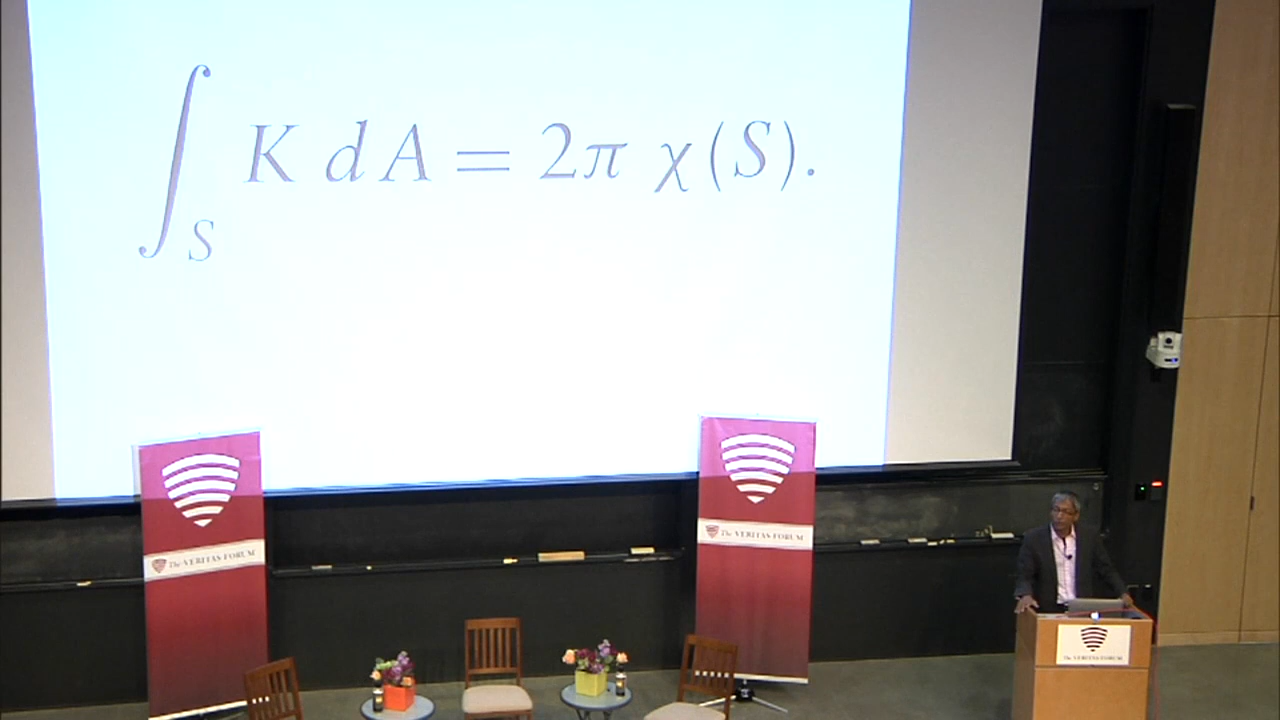 ∫_S K dA = 2π χ(S).
The VERITAS FORUM
The VERITAS FORUM
The VERITAS FORUM